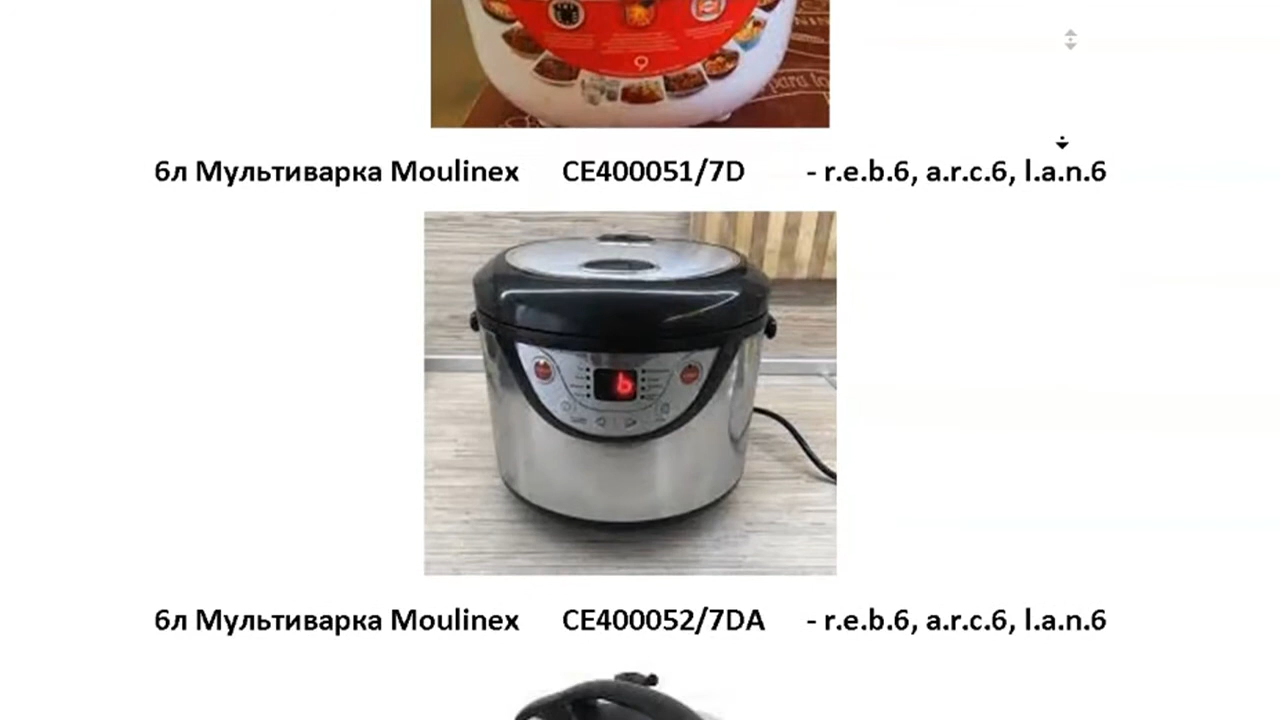 6л Мультиварка Moulinex CE400051/7D - r.e.b.6, a.r.c.6, l.a.n.6
6л Мультиварка Moulinex CE400052/7DA - r.e.b.6, a.r.c.6, l.a.n.6